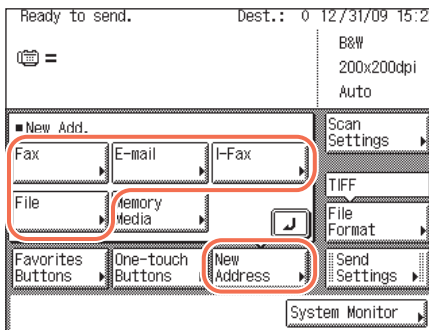 Ready to send.
Dest.: 0 12/31/09 15:2
B&W
200x200dpi
Auto
■New Add.
Fax
E-mail
I-Fax
File
Memory
Media
Scan
Settings
TIFF
File
Format
Favorites
Buttons
One-touch
Buttons
New
Address
Send
Settings
System Monitor